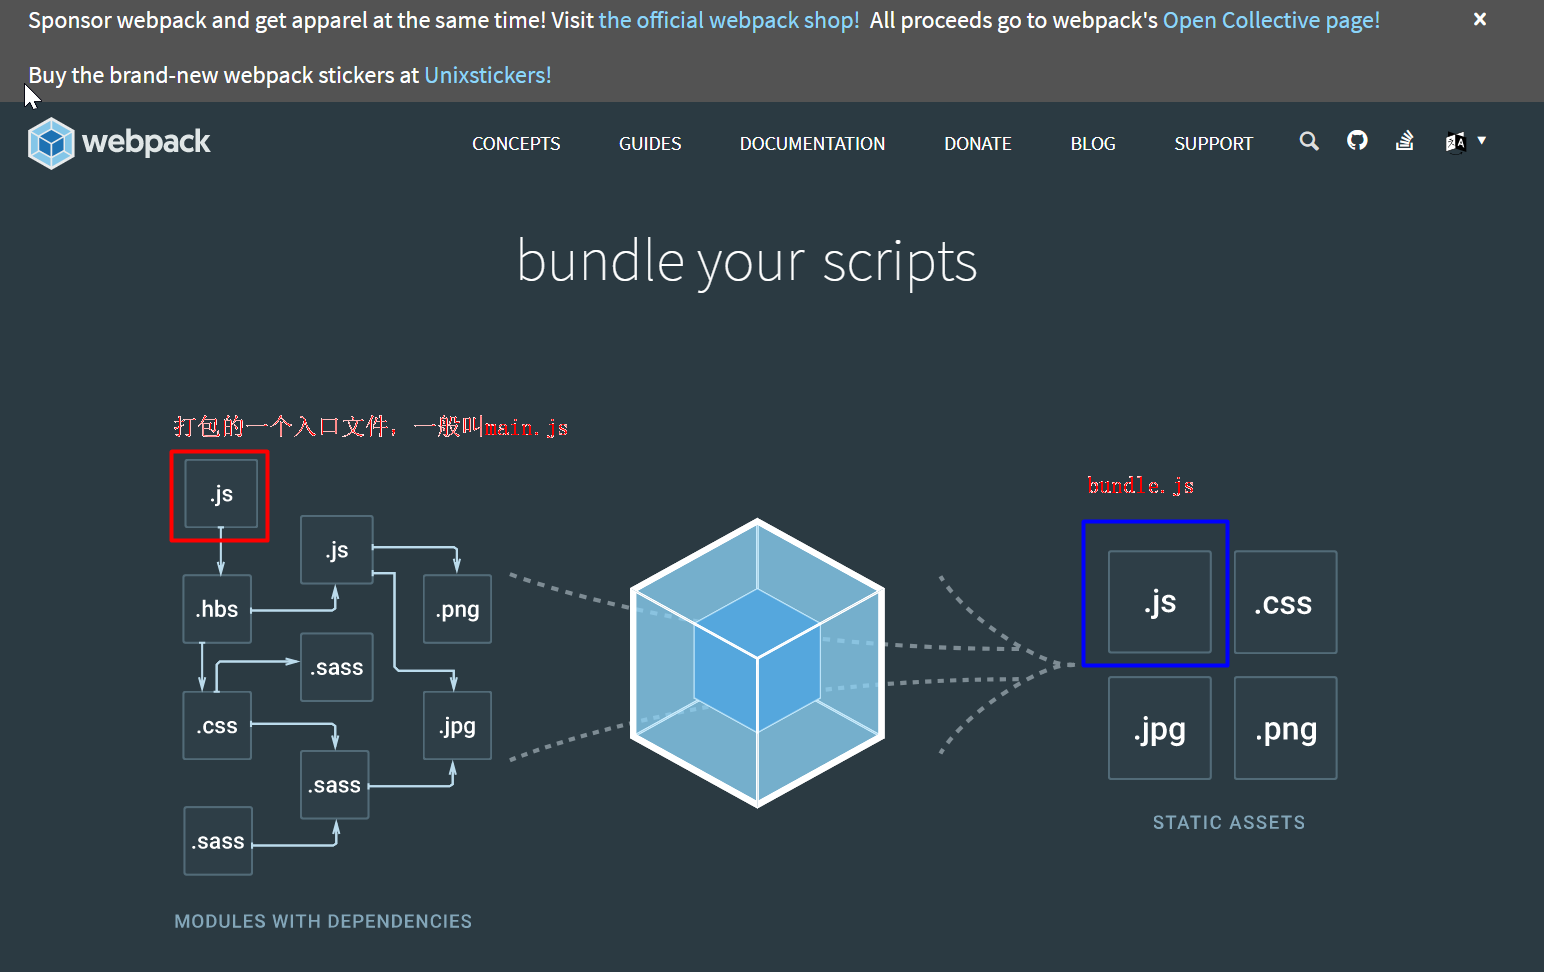 Sponsor webpack and get apparel at the same time! Visit the official webpack shop! All proceeds go to webpack's Open Collective page!
Buy the brand-new webpack stickers at Unixstickers!
webpack
CONCEPTS GUIDES DOCUMENTATION DONATE BLOG SUPPORT
bundle your scripts
打包的一个入口文件，一般叫main.js
.js
.js
.hbs
.png
.sass
.css
.jpg
.sass
.sass
MODULES WITH DEPENDENCIES
bundle.js
.js
.css
.jpg
.png
STATIC ASSETS